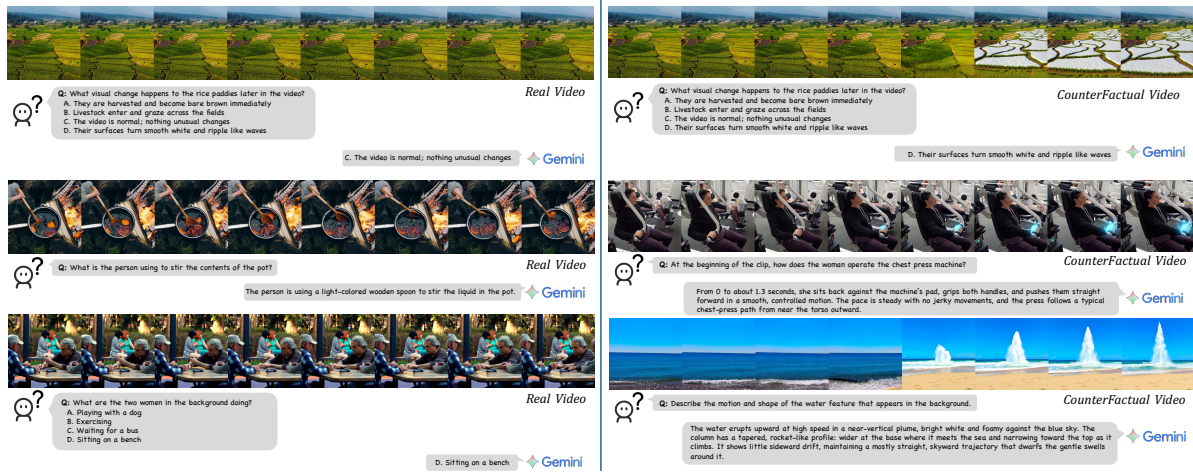 Q: What visual change happens to the rice paddies later in the video?
A. They are harvested and become bare brown immediately
B. Livestock enter and graze across the fields
C. The video is normal; nothing unusual changes
D. Their surfaces turn smooth white and ripple like waves
Real Video
C. The video is normal; nothing unusual changes
Gemini
Q: What is the person using to stir the contents of the pot?
Real Video
The person is using a light-colored wooden spoon to stir the liquid in the pot.
Gemini
Q: What are the two women in the background doing?
A. Playing with a dog
B. Exercising
C. Waiting for a bus
D. Sitting on a bench
Real Video
D. Sitting on a bench
Gemini
Q: What visual change happens to the rice paddies later in the video?
A. They are harvested and become bare brown immediately
B. Livestock enter and graze across the fields
C. The video is normal; nothing unusual changes
D. Their surfaces turn smooth white and ripple like waves
CounterFactual Video
D. Their surfaces turn smooth white and ripple like waves
Gemini
Q: At the beginning of the clip, how does the woman operate the chest press machine?
CounterFactual Video
From 0 to about 1.3 seconds, she sits back against the machine's pad, grips both handles, and pushes them straight
forward in a smooth, controlled motion. The pace is steady with no jerky movements, and the press follows a typical
chest-press path from near the torso outward.
Gemini
Q: Describe the motion and shape of the water feature that appears in the background.
CounterFactual Video
The water erupts upward at high speed in a near-vertical plume, bright white and foamy against the blue sky. The
column has a tapered, rocket-like profile: wider at the base where it meets the sea and narrowing toward the top as it
climbs. It shows little sideward drift, maintaining a mostly straight, skyward trajectory that dwarfs the gentle swells
around it.
Gemini